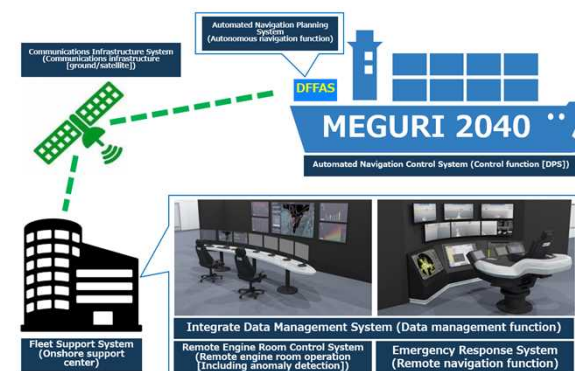 Automated Navigation Planning
System
(Autonomous navigation function)
Communications Infrastructure System
(Communications infrastructure
[ground/satellite])
DFFAS
MEGURI 2040
Automated Navigation Control System (Control function [DPS])
Integrate Data Management System (Data management function)
Fleet Support System
(Onshore support
center)
Remote Engine Room Control System
(Remote engine room operation
[Including anomaly detection])
Emergency Response System
(Remote navigation function)